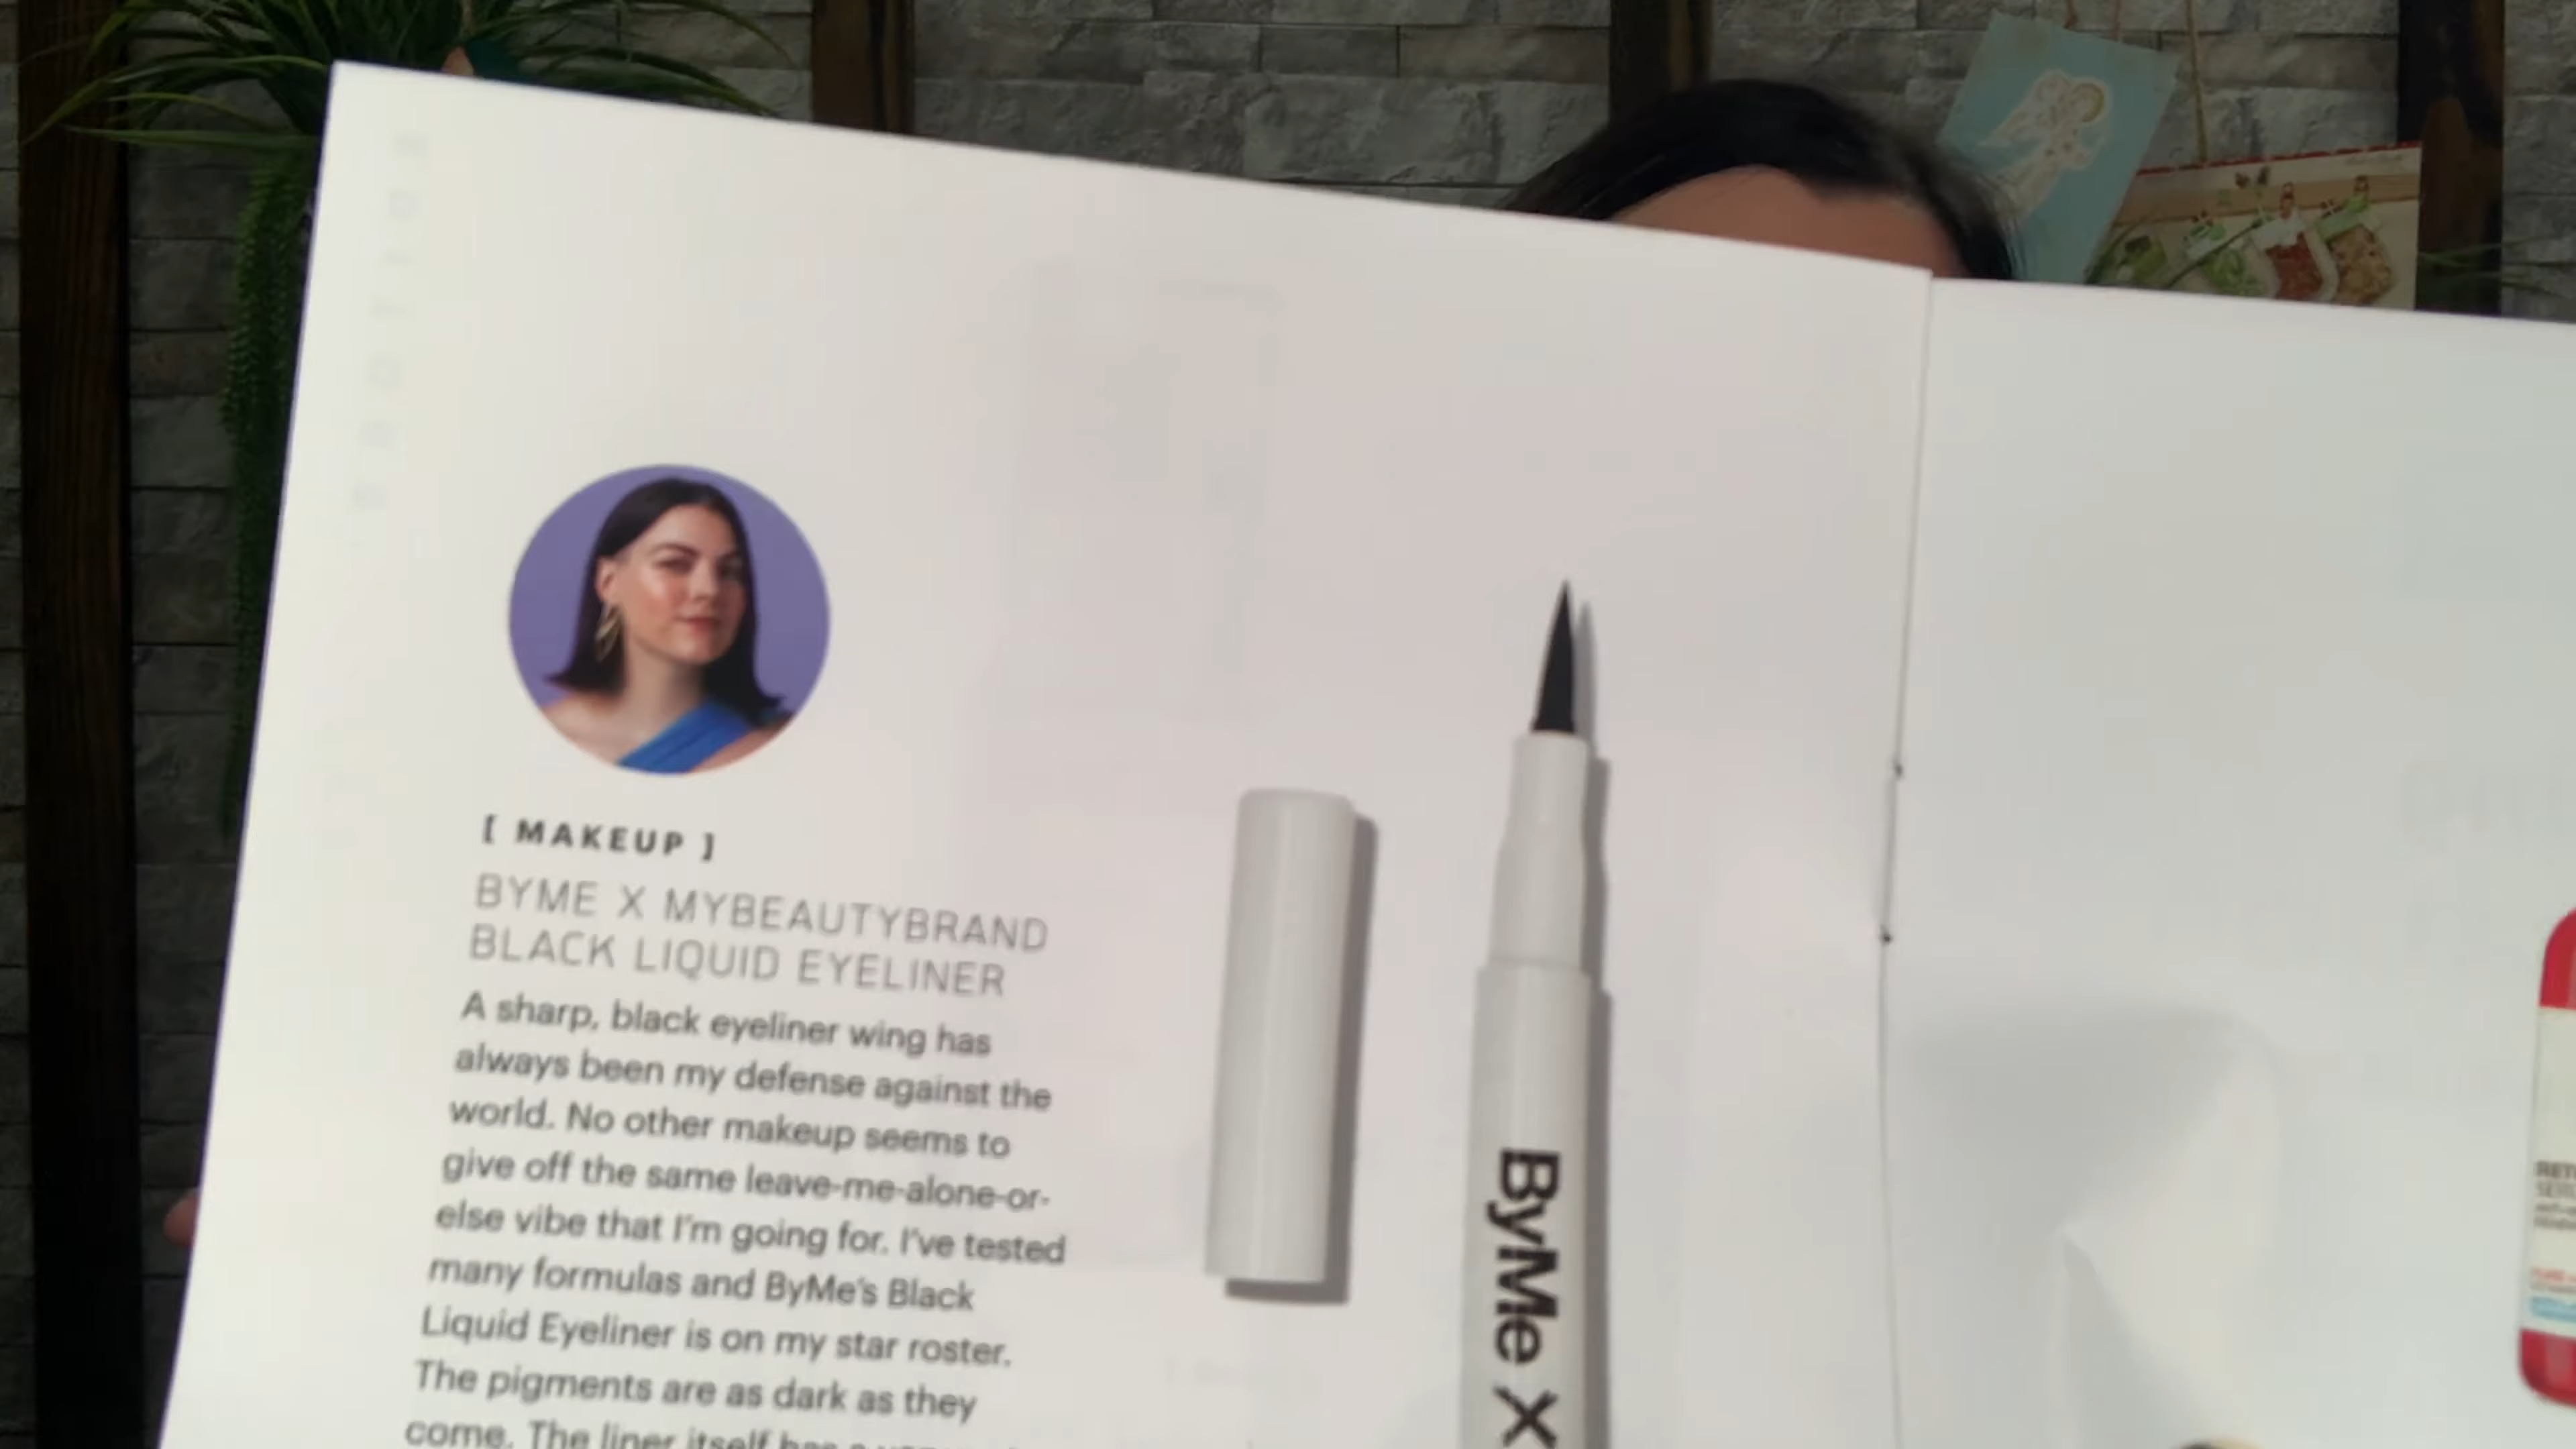 [ MAKEUP ]
BYME X MYBEAUTYBRAND
BLACK LIQUID EYELINER
A sharp, black eyeliner wing has
always been my defense against the
world. No other makeup seems to
give off the same leave-me-alone-or-
else vibe that I'm going for. I've tested
many formulas and ByMe's Black
Liquid Eyeliner is on my star roster.
The pigments are as dark as they
come. The liner itself has a
ByMe X